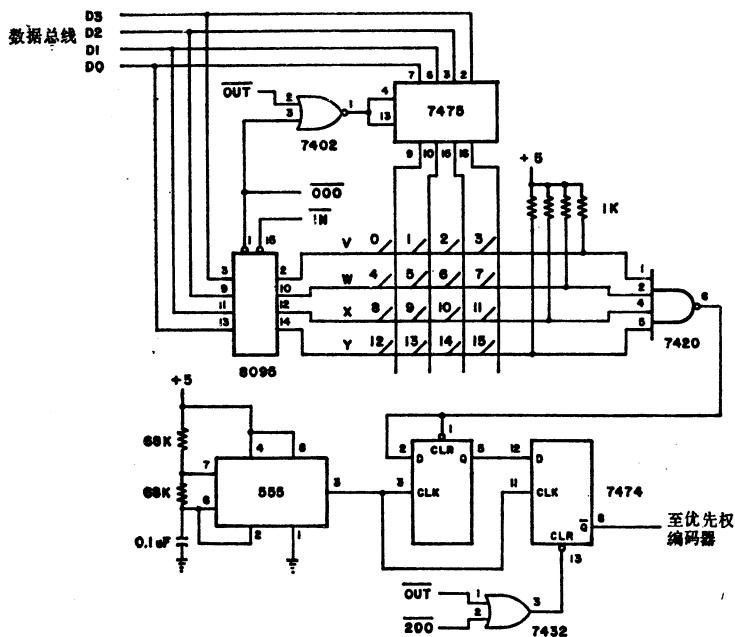 D3
数据总线 D2
D1
D0
7 6 3 2
4
13
7475
9 10 15 16
OUT
2
3
1
7402
000
IN
1 15
+5
1K
V 0 1 2 3
W 4 5 6 7
X 8 9 10 11
Y 12 13 14 15
3 2
9 10
11 12
13 14
8095
1
2
4
5
6
7420
+5
68K
68K
0.1uF
7
6
4 8
555
3
2 1
1
CLR
2 D Q 5
3 CLK
12 D
11 CLK
7474
Q 8
CLR
13
至优先权
编码器
OUT
200
1
2
3
7432